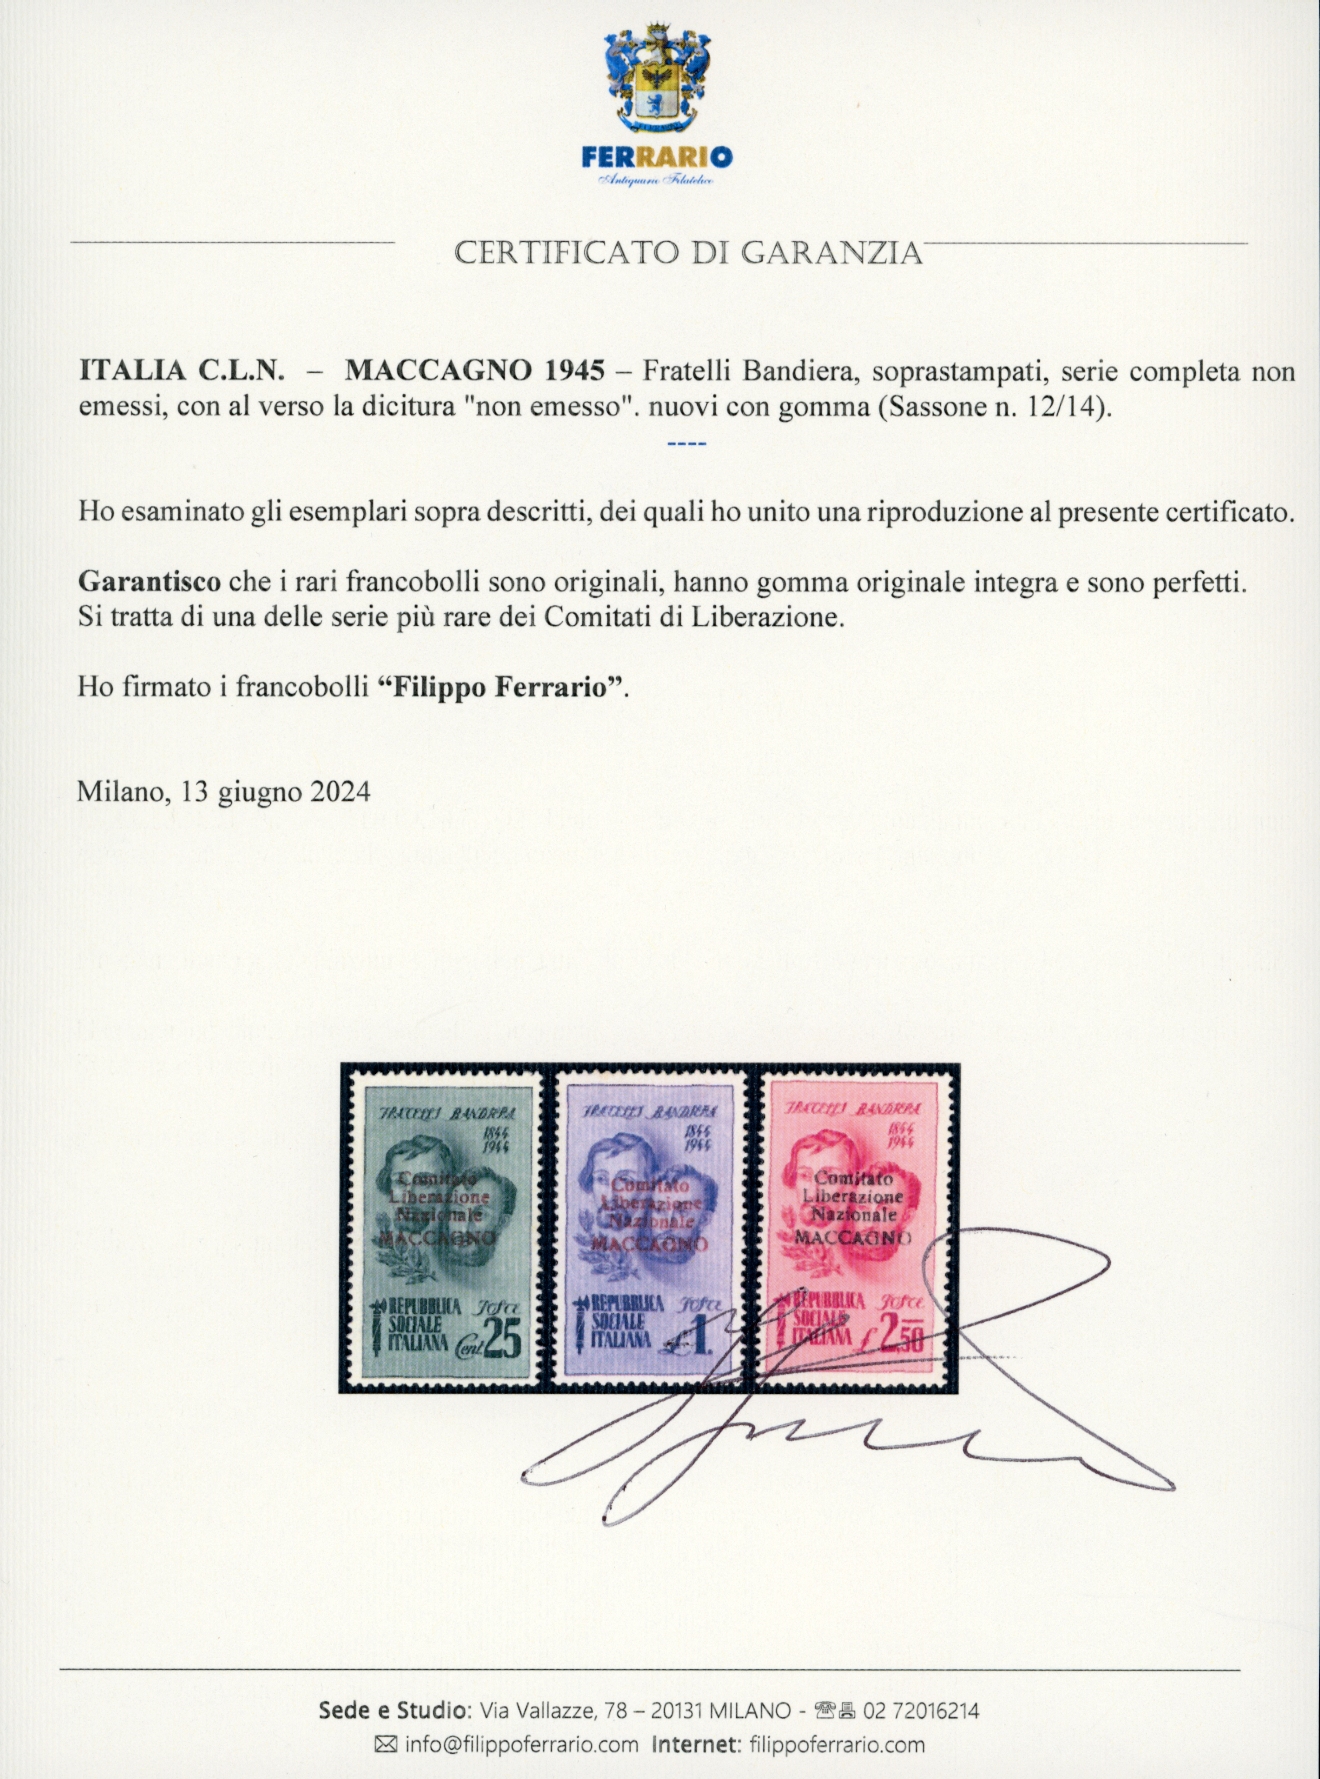 FERRARIO
Antiquario Filatelico
CERTIFICATO DI GARANZIA
ITALIA C.L.N. – MACCAGNO 1945 – Fratelli Bandiera, soprastampati, serie completa non
emessi, con al verso la dicitura "non emesso". nuovi con gomma (Sassone n. 12/14).
----
Ho esaminato gli esemplari sopra descritti, dei quali ho unito una riproduzione al presente certificato.
Garantisco che i rari francobolli sono originali, hanno gomma originale integra e sono perfetti.
Si tratta di una delle serie più rare dei Comitati di Liberazione.
Ho firmato i francobolli “Filippo Ferrario”.
Milano, 13 giugno 2024
FRATELLI BANDIERA
1844
1944
Comitato
Liberazione
Nazionale
MACCAGNO
REPUBBLICA
SOCIALE
ITALIANA
Poste
Cent. 25
FRATELLI BANDIERA
1844
1944
Comitato
Liberazione
Nazionale
MACCAGNO
REPUBBLICA
SOCIALE
ITALIANA
Poste
£ 1.
FRATELLI BANDIERA
1844
1944
Comitato
Liberazione
Nazionale
MACCAGNO
REPUBBLICA
SOCIALE
ITALIANA
Poste
£ 2,50
Sede e Studio: Via Vallazze, 78 – 20131 MILANO - 02 72016214
info@filippoferrario.com Internet: filippoferrario.com